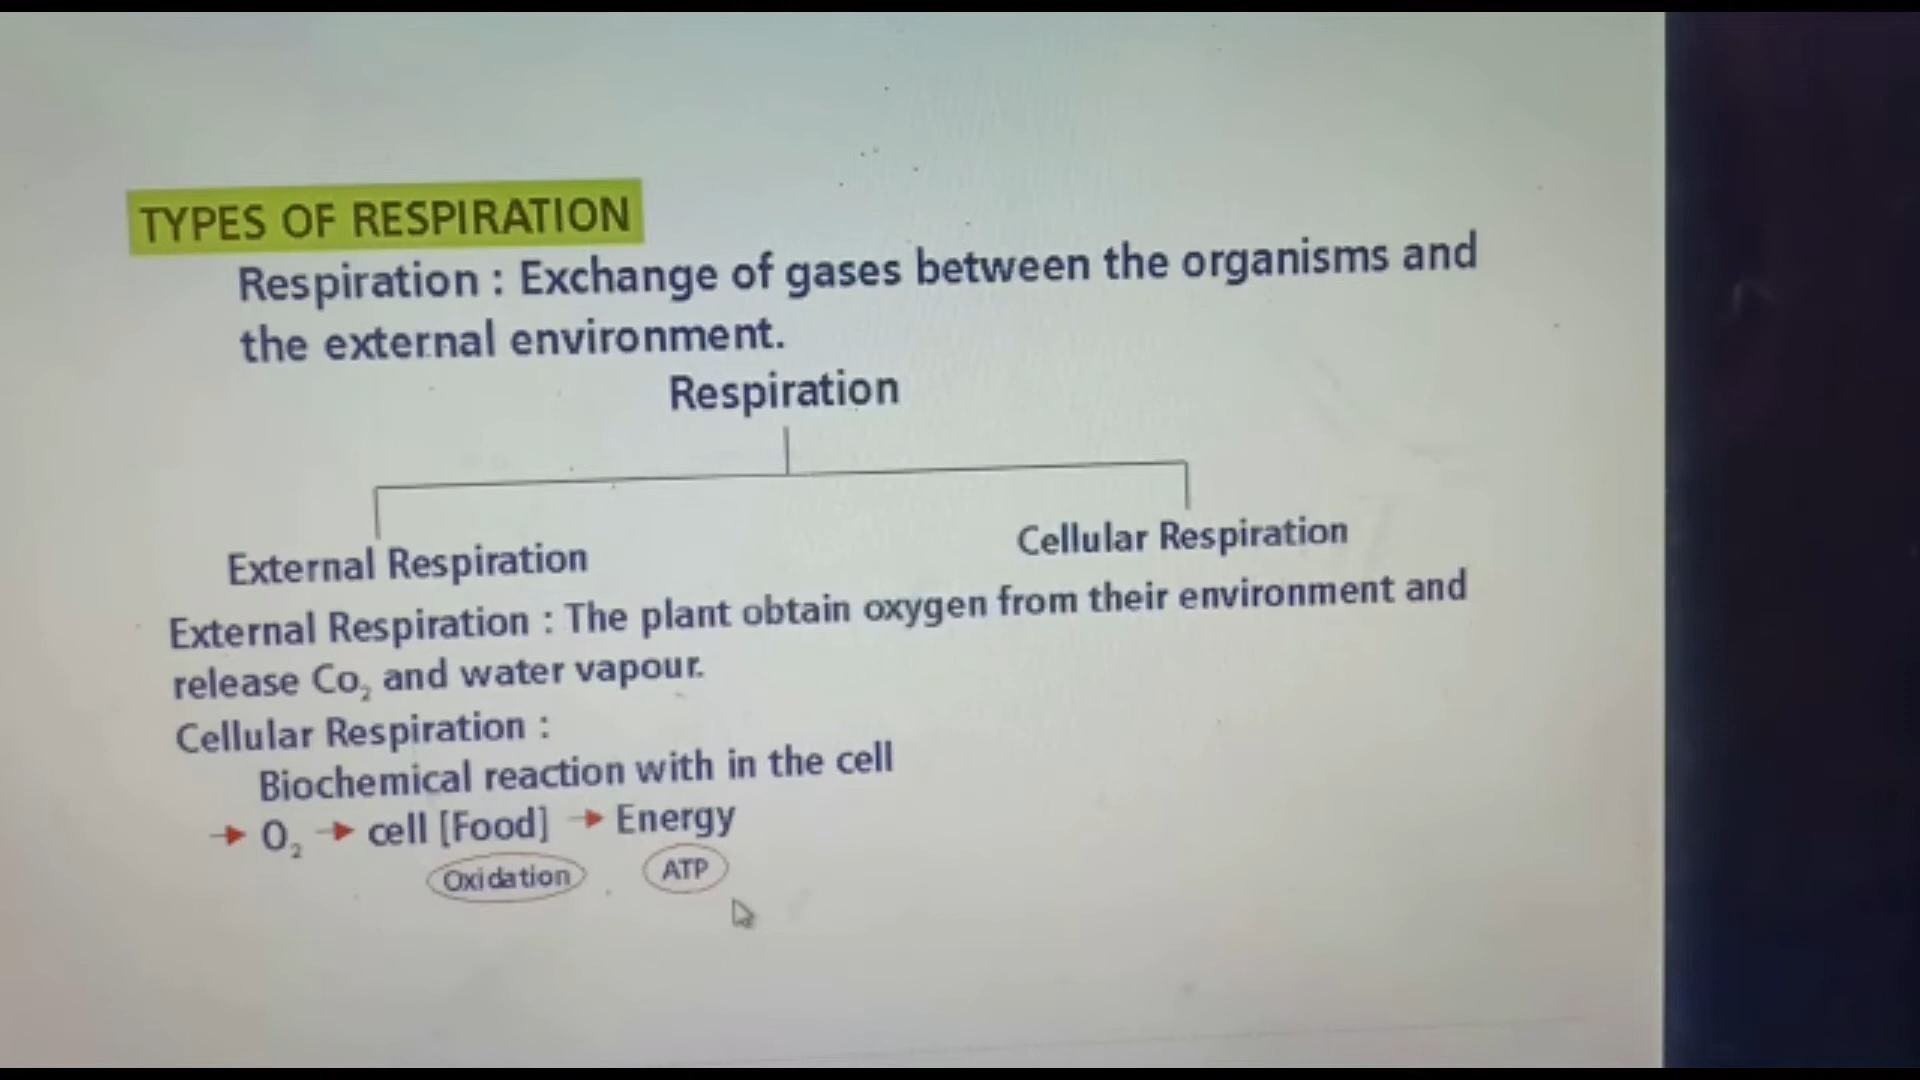 TYPES OF RESPIRATION
Respiration : Exchange of gases between the organisms and
the external environment.
Respiration
External Respiration
Cellular Respiration
External Respiration : The plant obtain oxygen from their environment and
release Co₂ and water vapour.
Cellular Respiration :
Biochemical reaction with in the cell
→ O₂ → cell [Food] → Energy
Oxidation ATP